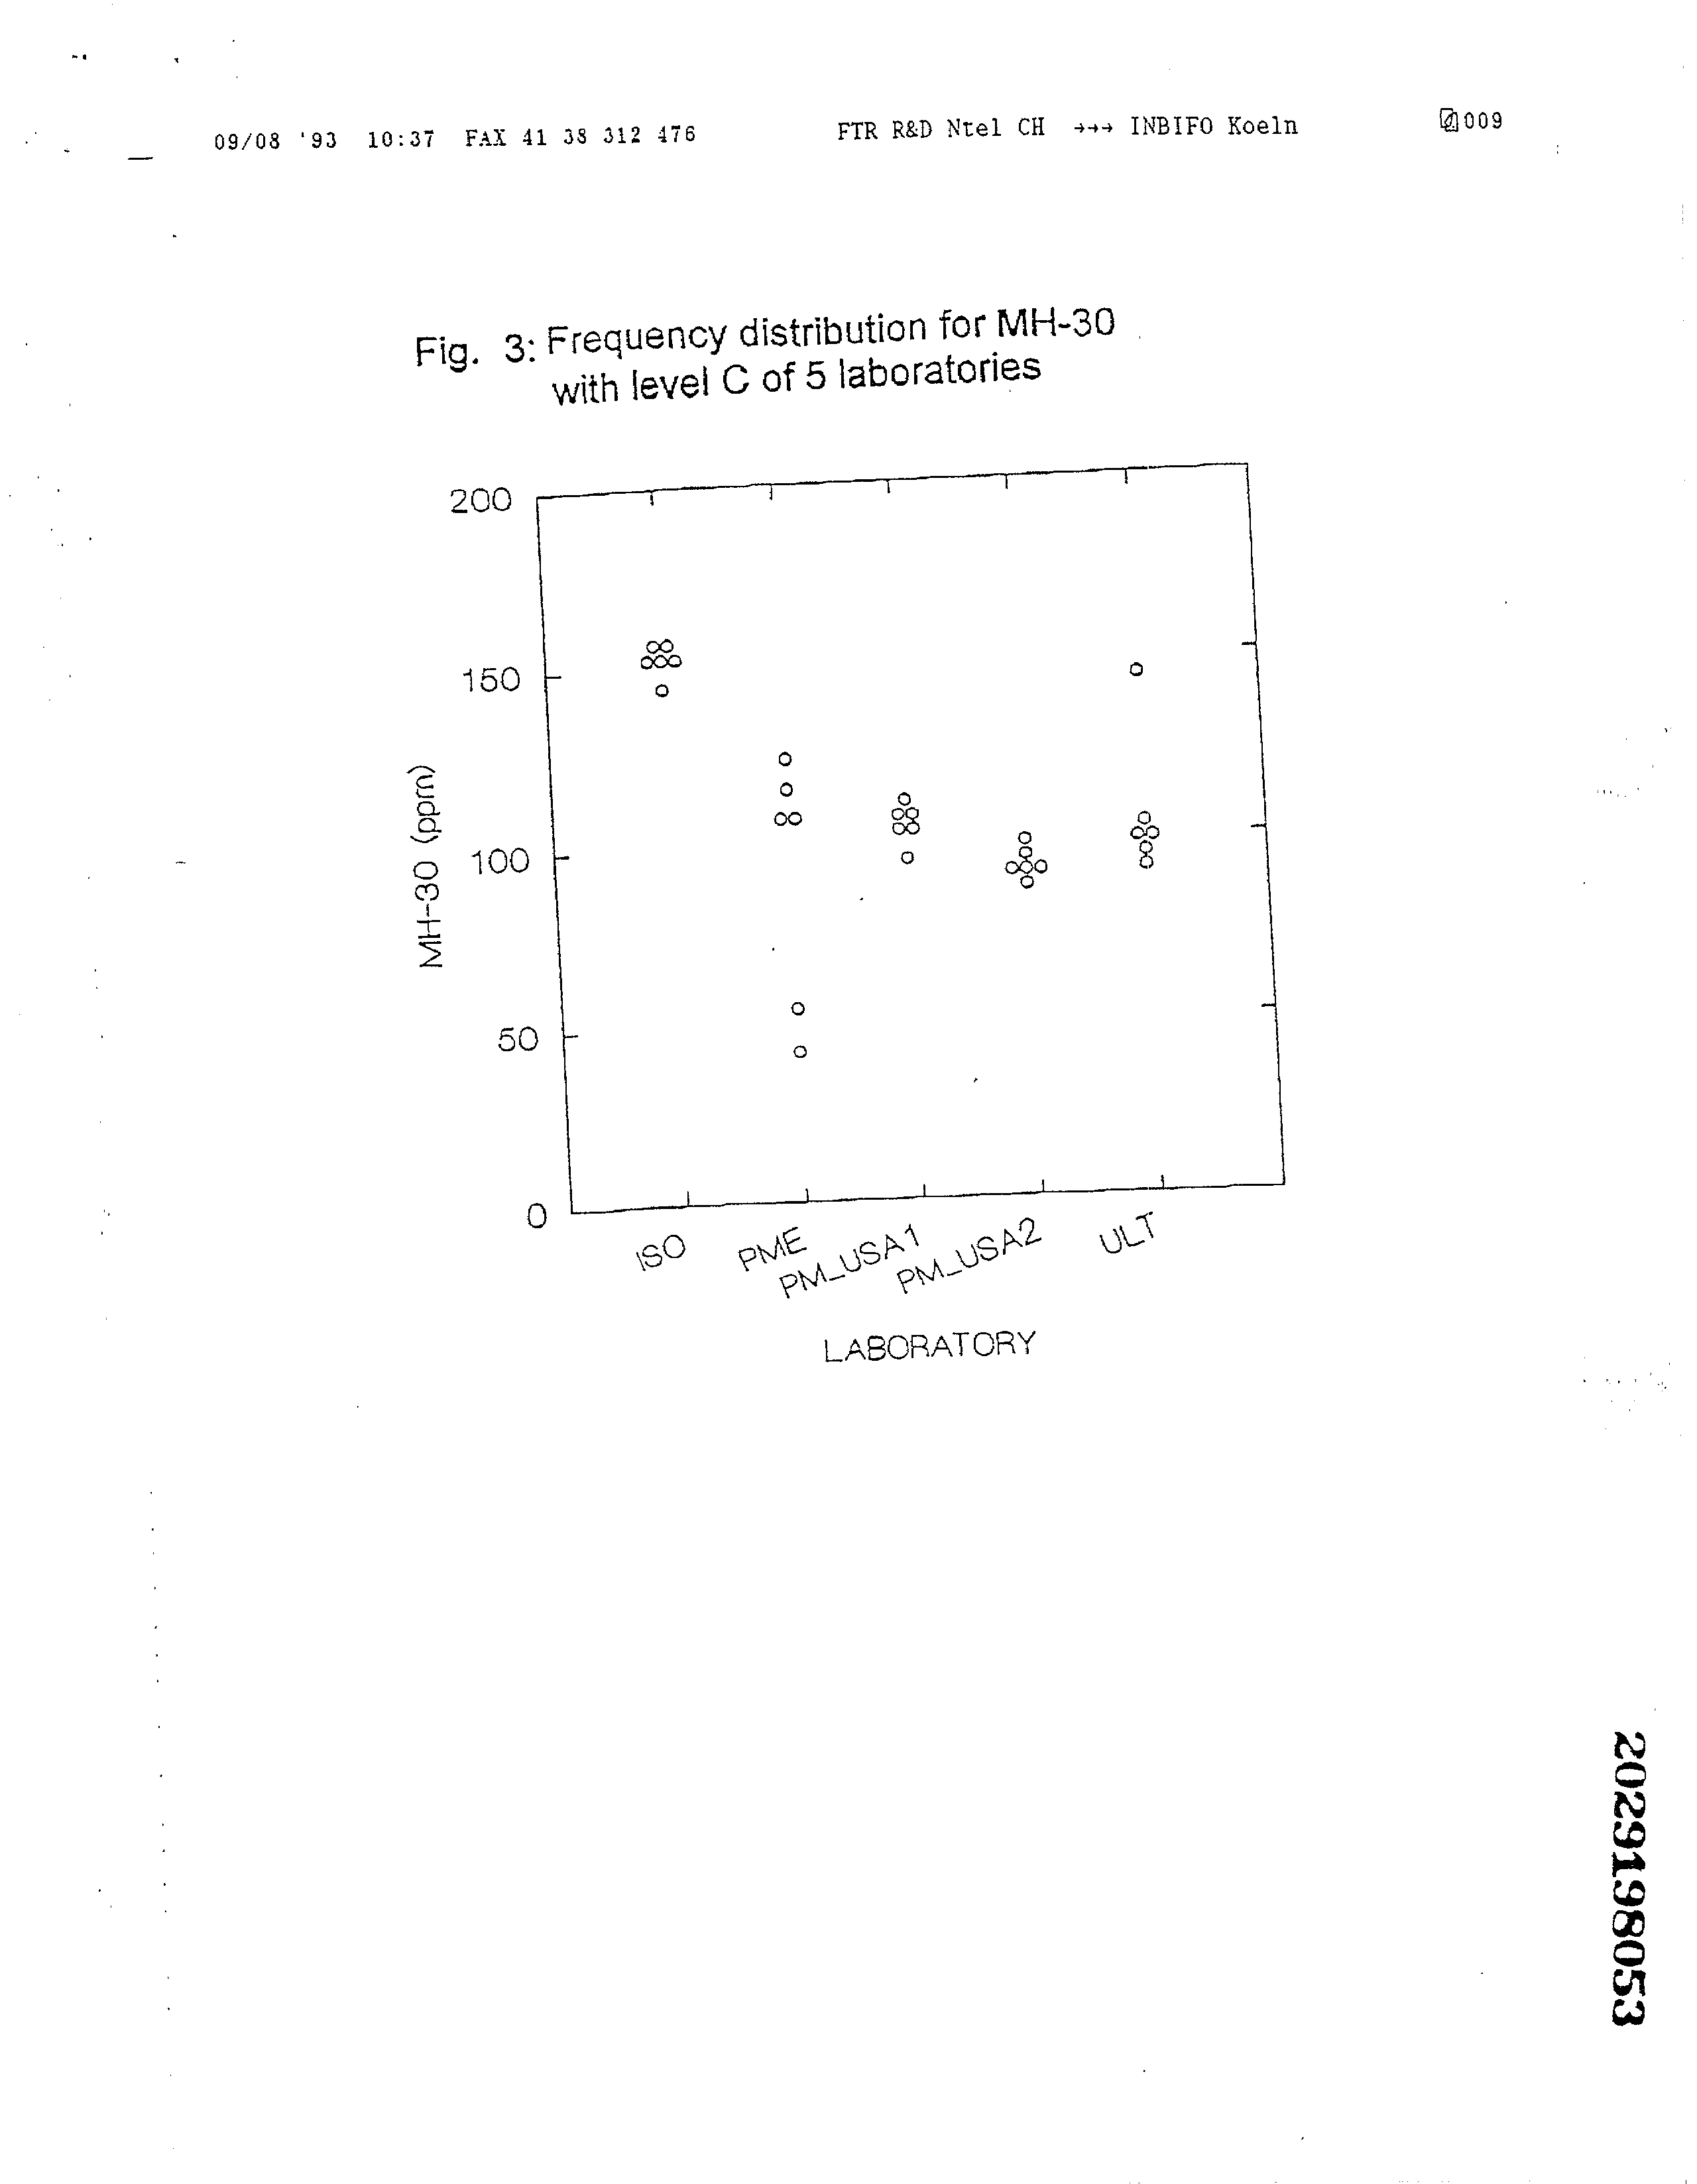 09/08 '93 10:37 FAX 41 38 312 476 FTR R&D Ntel CH →→→ INBIFO Koeln 009
Fig. 3: Frequency distribution for MH-30
with level C of 5 laboratories
200
150
100
50
0
MH-30 (ppm)
ISO PME PM_USA1 PM_USA2 ULT
LABORATORY
2029198053